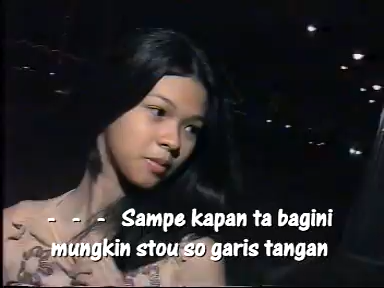 - - - Sampe kapan ta bagini
mungkin stou so garis tangan